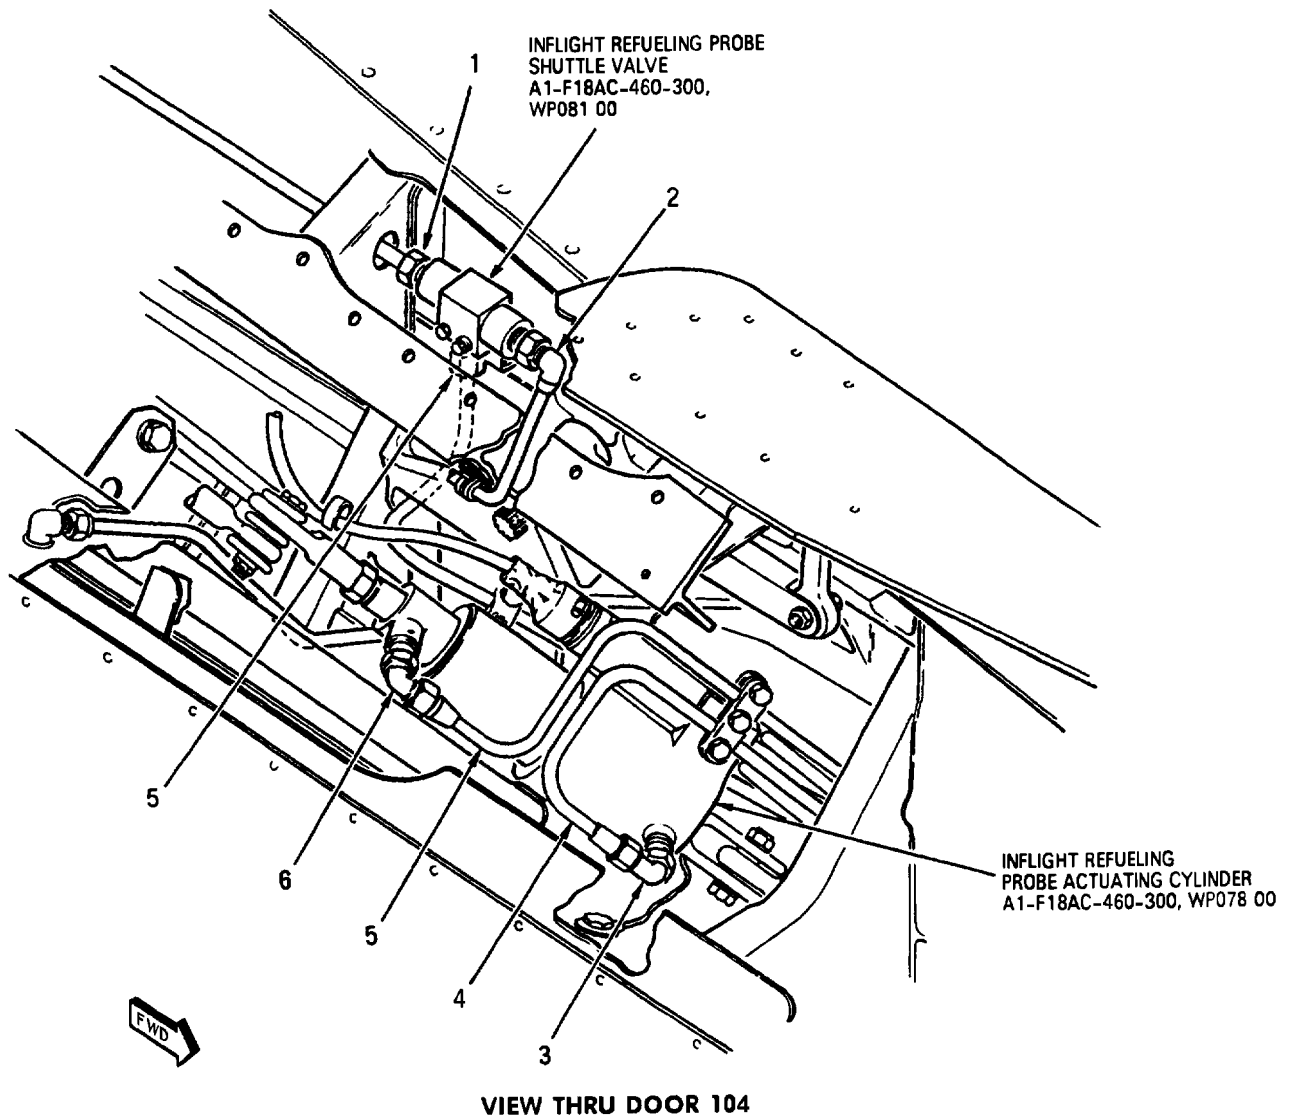 INFLIGHT REFUELING PROBE
SHUTTLE VALVE
A1-F18AC-460-300,
WP081 00
1
2
5
6
5
4
3
INFLIGHT REFUELING
PROBE ACTUATING CYLINDER
A1-F18AC-460-300, WP078 00
FWD
VIEW THRU DOOR 104